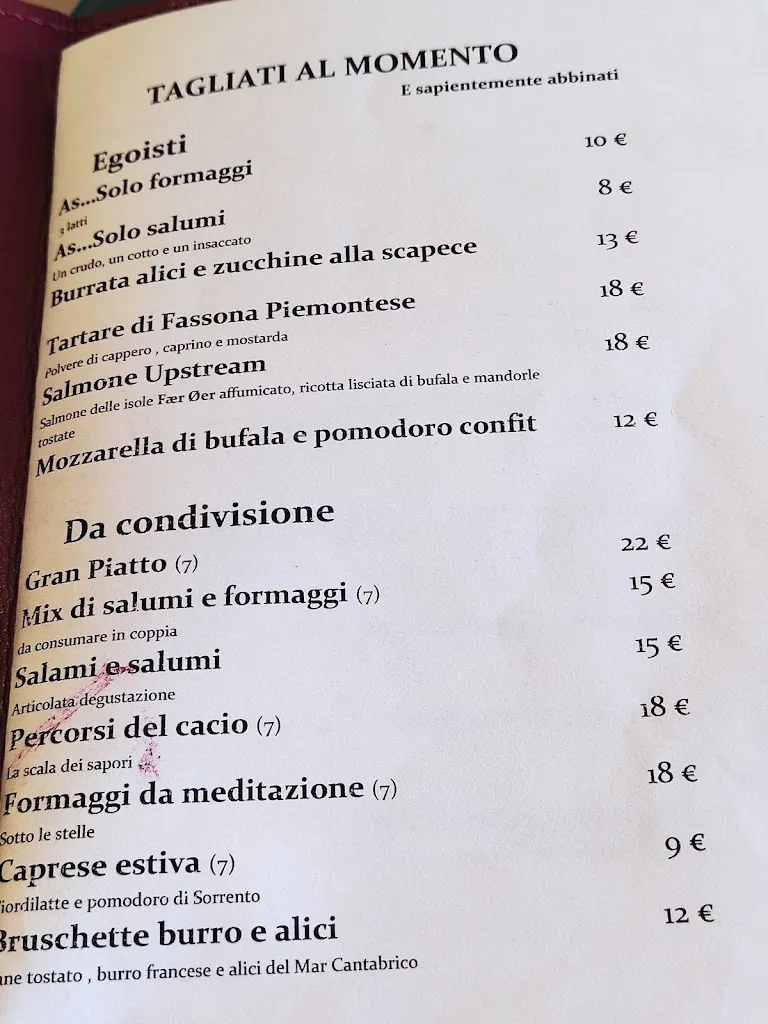 TAGLIATI AL MOMENTO
E sapientemente abbinati
Egoisti
As...Solo formaggi 10 €
3 latti
As...Solo salumi 8 €
Un crudo, un cotto e un insaccato
Burrata alici e zucchine alla scapece 13 €
Tartare di Fassona Piemontese 18 €
Polvere di cappero , caprino e mostarda
Salmone Upstream 18 €
Salmone delle isole Fær Øer affumicato, ricotta lisciata di bufala e mandorle
tostate
Mozzarella di bufala e pomodoro confit 12 €
Da condivisione
Gran Piatto (7) 22 €
Mix di salumi e formaggi (7) 15 €
da consumare in coppia
Salami e salumi 15 €
Articolata degustazione
Percorsi del cacio (7) 18 €
La scala dei sapori
Formaggi da meditazione (7) 18 €
Sotto le stelle
Caprese estiva (7) 9 €
iordilatte e pomodoro di Sorrento
Bruschette burro e alici 12 €
ane tostato , burro francese e alici del Mar Cantabrico